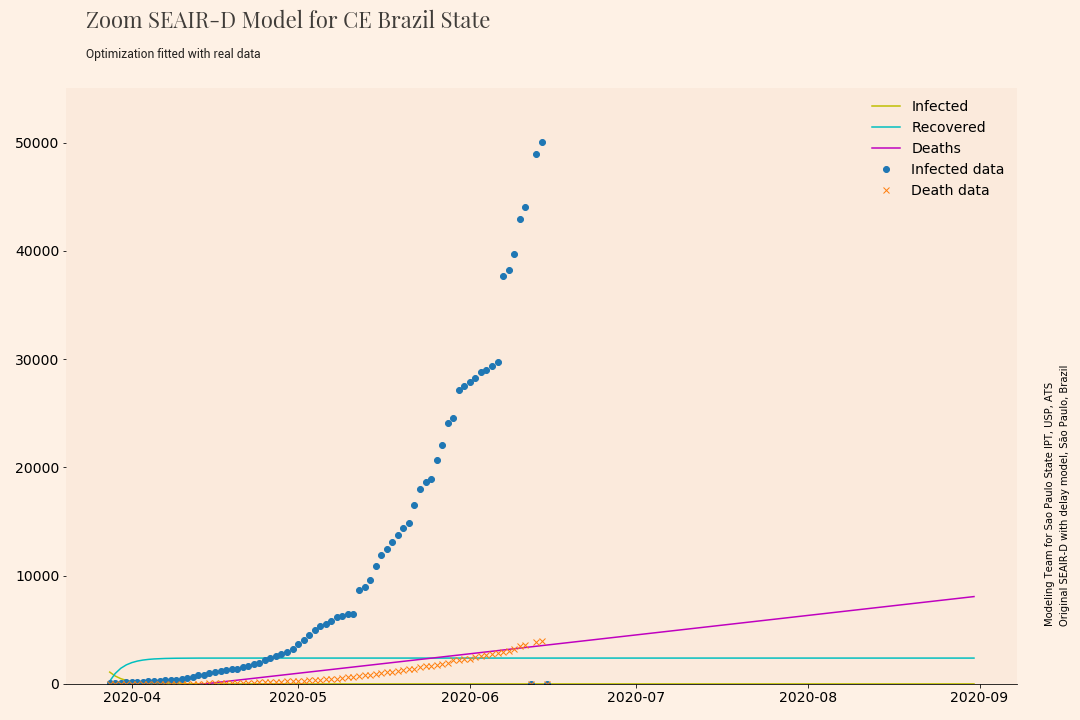 Zoom SEAIR-D Model for CE Brazil State
Optimization fitted with real data
Infected
Recovered
Deaths
Infected data
Death data
50000
40000
30000
20000
10000
0
2020-04
2020-05
2020-06
2020-07
2020-08
2020-09
Modeling Team for Sao Paulo State IPT, USP, ATS
Original SEAIR-D with delay model, São Paulo, Brazil